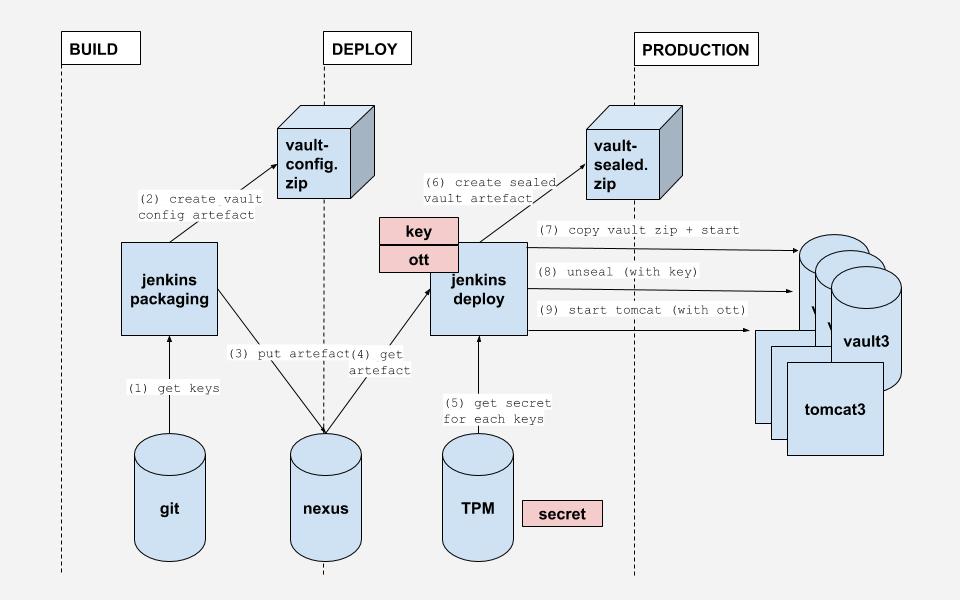 BUILD
DEPLOY
PRODUCTION
vault-
config.
zip
vault-
sealed.
zip
(2) create vault
config artefact
(6) create sealed
vault artefact
key
ott
(7) copy vault zip + start
jenkins
packaging
jenkins
deploy
(8) unseal (with key)
(9) start tomcat (with ott)
vault3
(3) put artefact
(4) get
artefact
(1) get keys
(5) get secret
for each keys
tomcat3
git
nexus
TPM
secret